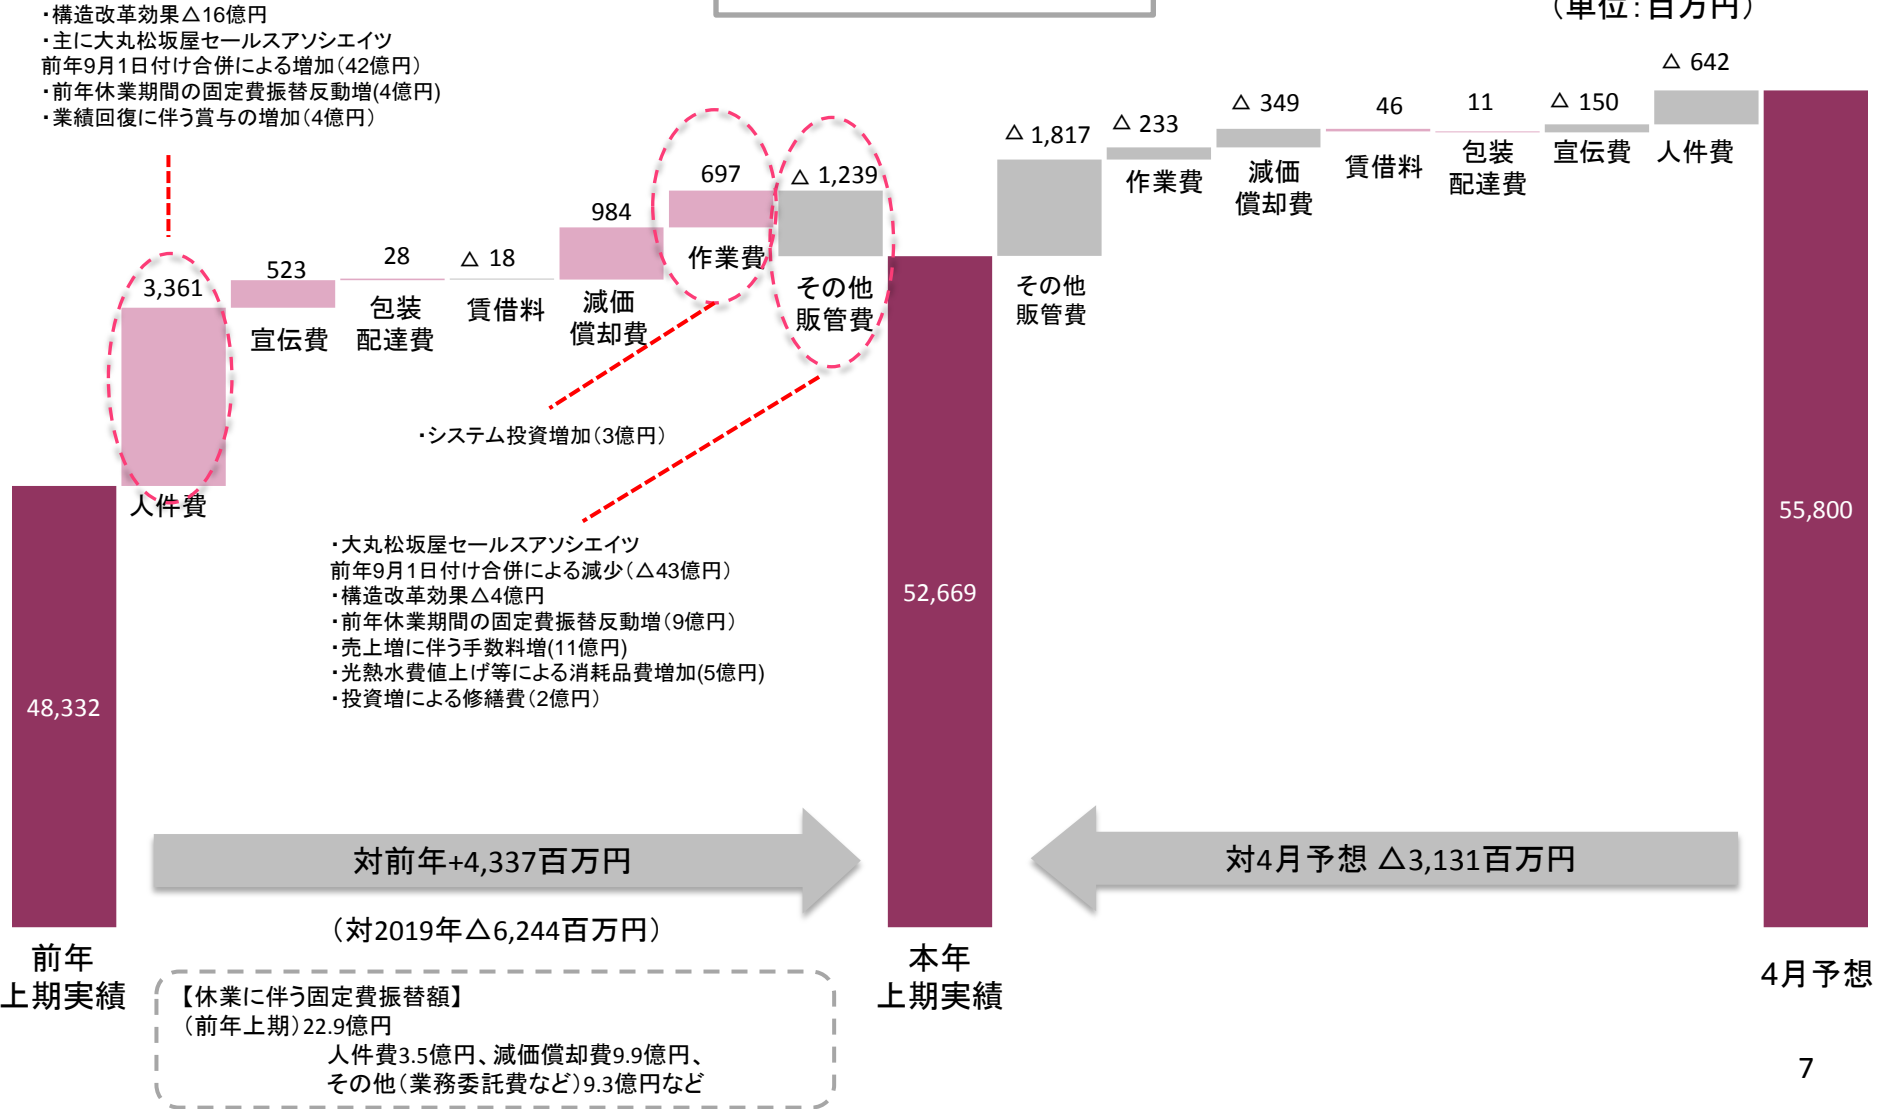 (単位:百万円)
・構造改革効果△16億円
・主に大丸松坂屋セールスアソシエイツ
前年9月1日付け合併による増加(42億円)
・前年休業期間の固定費振替反動増(4億円)
・業績回復に伴う賞与の増加(4億円)
3,361
人件費
523
宣伝費
28
包装
配達費
△ 18
賃借料
984
減価
償却費
697
作業費
△ 1,239
その他
販管費
△ 1,817
その他
販管費
△ 233
作業費
△ 349
減価
償却費
46
賃借料
11
包装
配達費
△ 150
宣伝費
△ 642
人件費
・システム投資増加(3億円)
・大丸松坂屋セールスアソシエイツ
前年9月1日付け合併による減少(△43億円)
・構造改革効果△4億円
・前年休業期間の固定費振替反動増(9億円)
・売上増に伴う手数料増(11億円)
・光熱水費値上げ等による消耗品費増加(5億円)
・投資増による修繕費(2億円)
48,332
52,669
55,800
対前年+4,337百万円
対4月予想 △3,131百万円
(対2019年△6,244百万円)
前年
上期実績
本年
上期実績
4月予想
【休業に伴う固定費振替額】
(前年上期)22.9億円
人件費3.5億円、減価償却費9.9億円、
その他(業務委託費など)9.3億円など
7